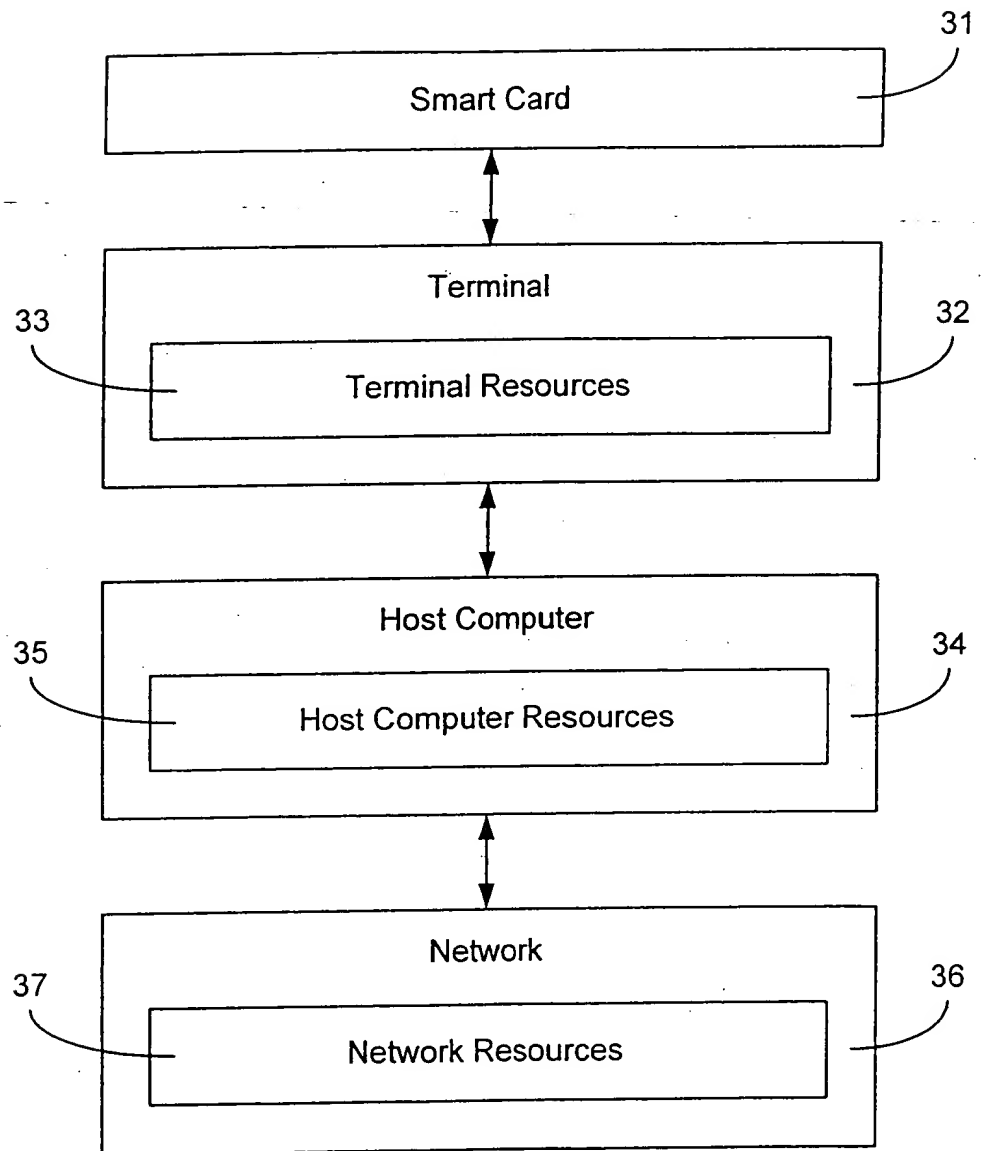 31
Smart Card
Terminal
33
32
Terminal Resources
Host Computer
35
34
Host Computer Resources
Network
37
36
Network Resources